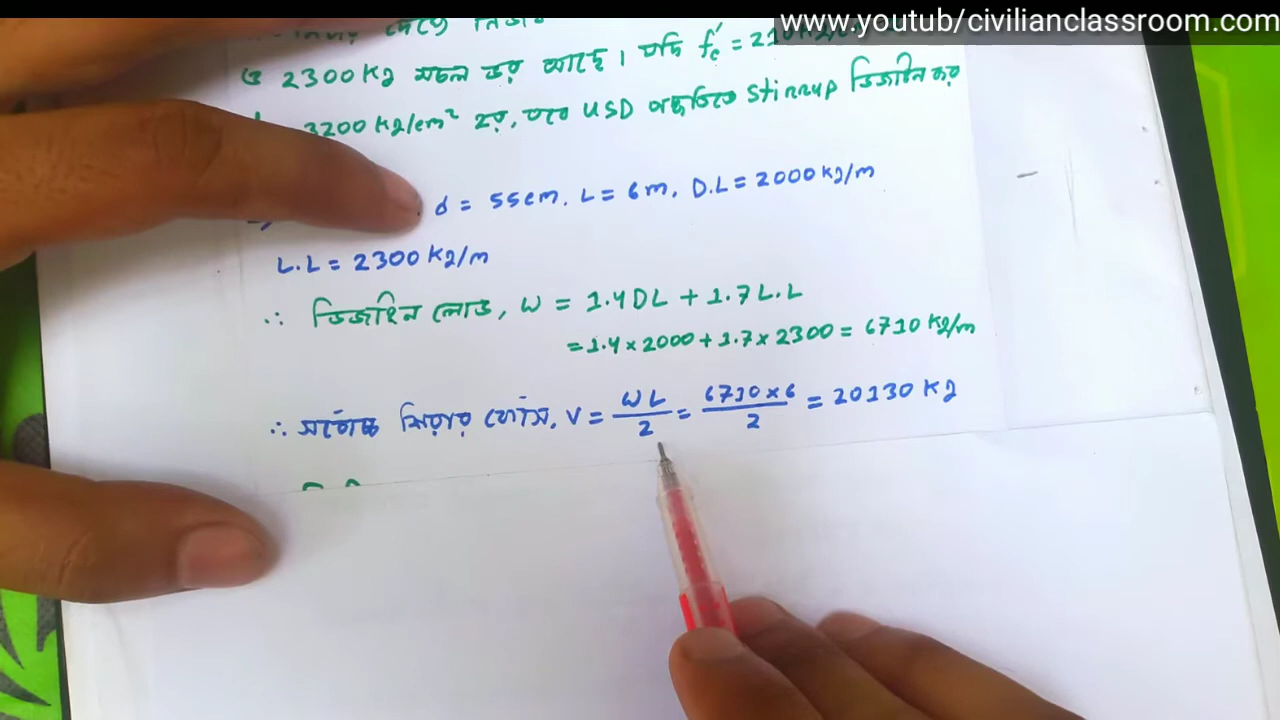 www.youtub/civilianclassroom.com
ও 2300 Kg সচল ভর আছে। যদি f'c = 210
3200 Kg/cm² হয়, তবে USD পদ্ধতিতে Stirrup ডিজাইন কর
d = 55cm. L = 6m, D.L = 2000 kg/m
L.L = 2300 kg/m
∴ ডিজাইন লোড, W = 1.4DL + 1.7L.L
= 1.4 × 2000 + 1.7 × 2300 = 6710 kg/m
∴ সর্বোচ্চ শিয়ার ফোর্স, V = WL/2 = 6710×6/2 = 20130 Kg